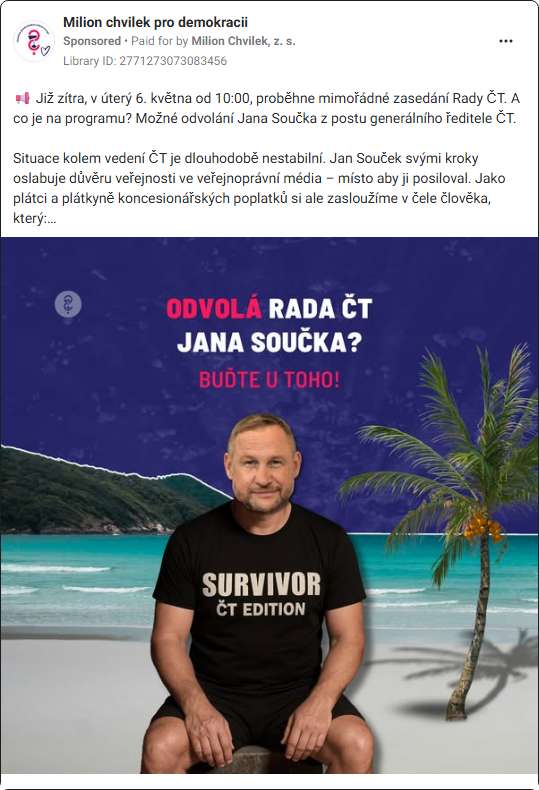 Milion chvilek pro demokracii
Sponsored • Paid for by Milion Chvilek, z. s.
Library ID: 2771273073083456
Již zítra, v úterý 6. května od 10:00, proběhne mimořádné zasedání Rady ČT. A
co je na programu? Možné odvolání Jana Součka z postu generálního ředitele ČT.
Situace kolem vedení ČT je dlouhodobě nestabilní. Jan Souček svými kroky
oslabuje důvěru veřejnosti ve veřejnoprávní média – místo aby ji posiloval. Jako
plátci a plátkyně koncesionářských poplatků si ale zasloužíme v čele člověka,
který:...
ODVOLÁ RADA ČT
JANA SOUČKA?
BUĎTE U TOHO!
SURVIVOR
ČT EDITION